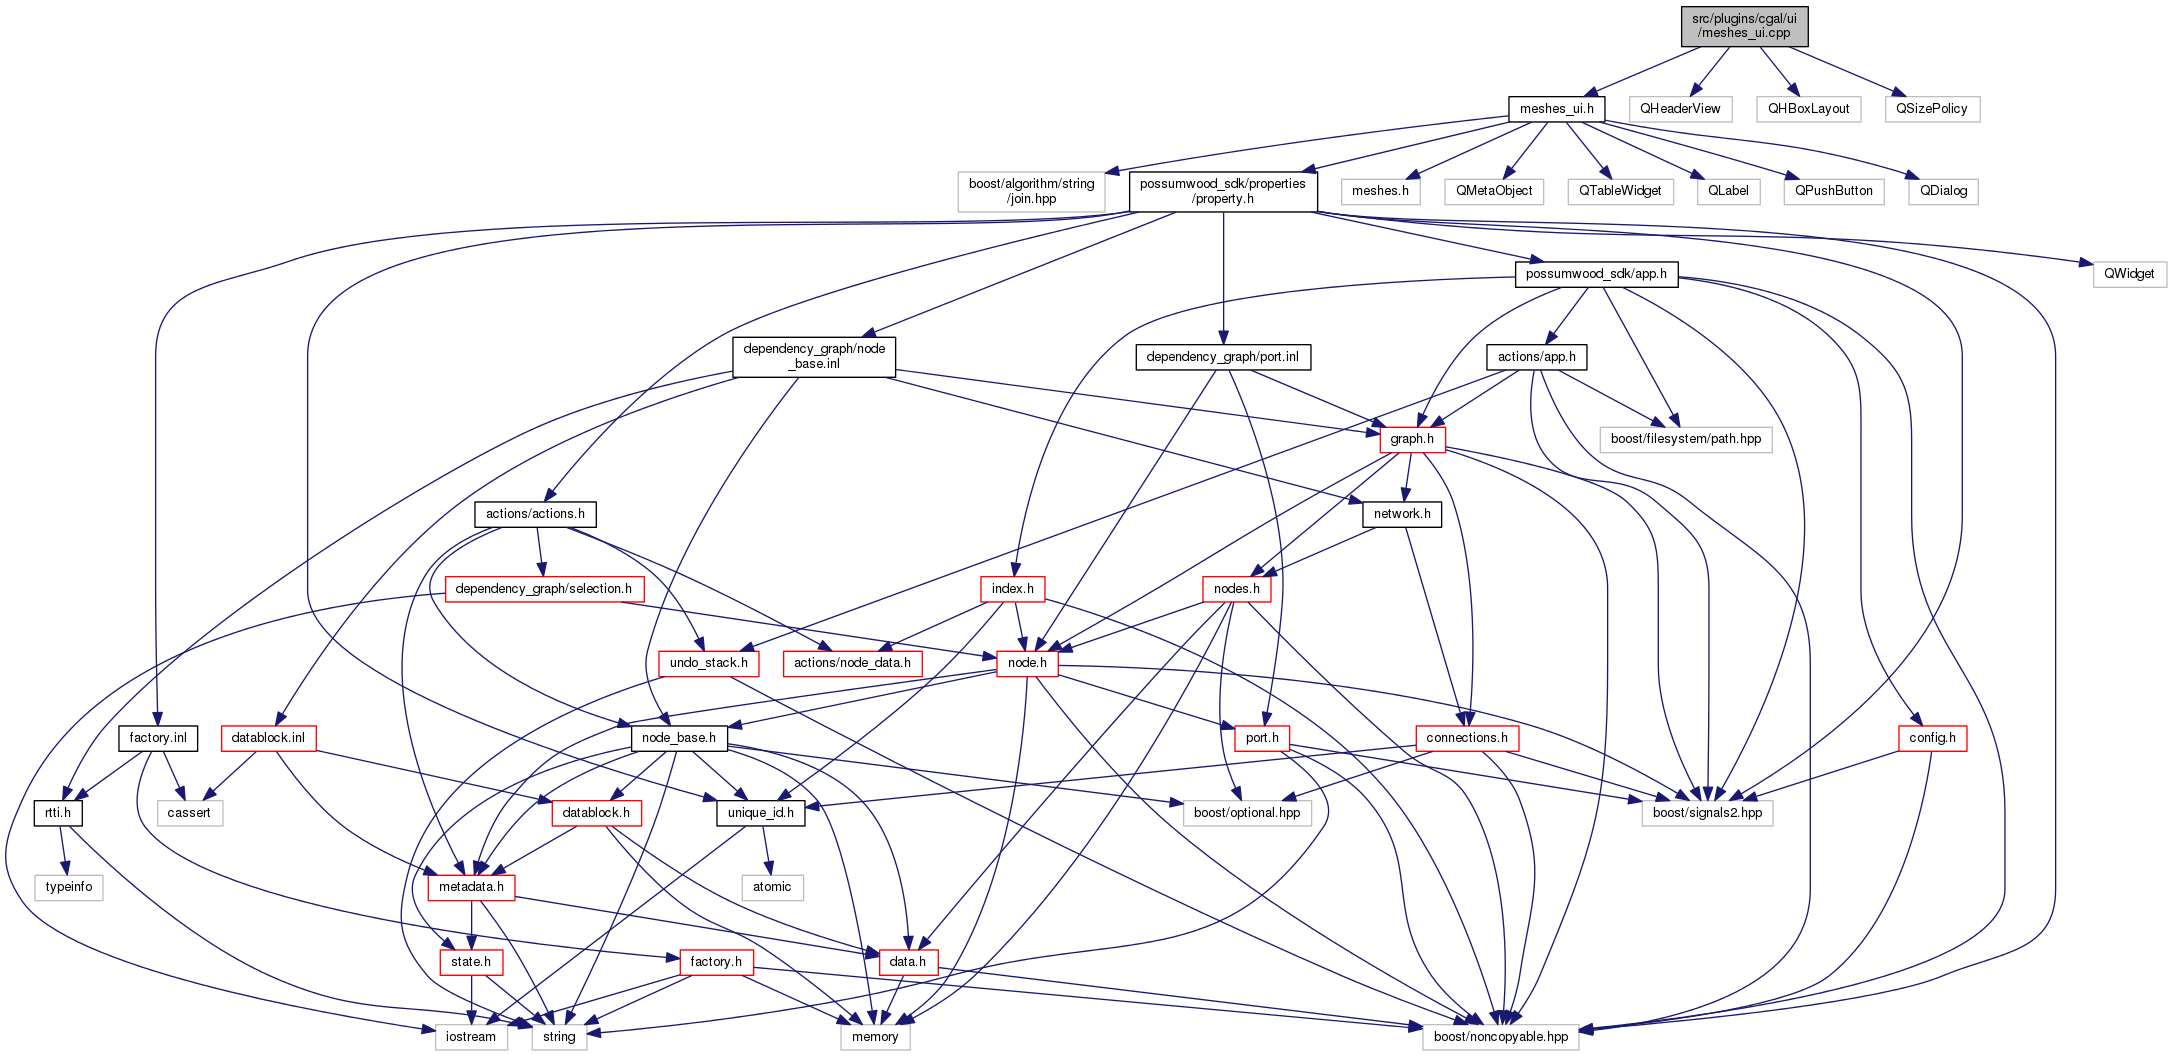 src/plugins/cgal/ui
/meshes_ui.cpp
meshes_ui.h
QHeaderView
QHBoxLayout
QSizePolicy
boost/algorithm/string
/join.hpp
possumwood_sdk/properties
/property.h
meshes.h
QMetaObject
QTableWidget
QLabel
QPushButton
QDialog
possumwood_sdk/app.h
QWidget
dependency_graph/node
_base.inl
dependency_graph/port.inl
actions/app.h
graph.h
boost/filesystem/path.hpp
actions/actions.h
network.h
dependency_graph/selection.h
index.h
nodes.h
undo_stack.h
actions/node_data.h
node.h
factory.inl
datablock.inl
node_base.h
port.h
connections.h
config.h
rtti.h
cassert
datablock.h
unique_id.h
boost/optional.hpp
boost/signals2.hpp
typeinfo
metadata.h
atomic
state.h
factory.h
data.h
iostream
string
memory
boost/noncopyable.hpp